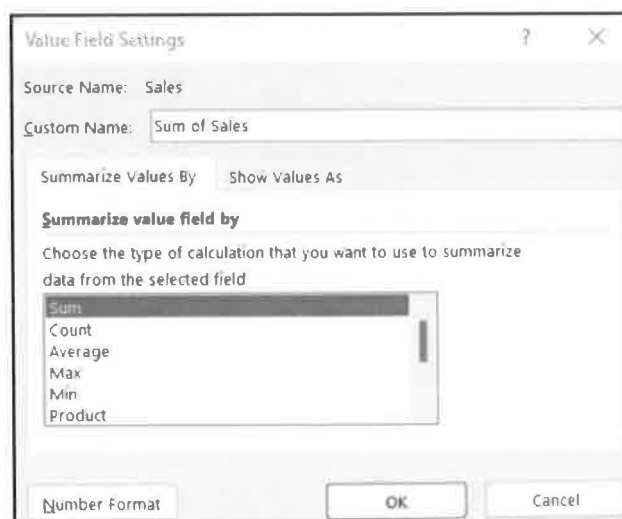 Value Field Settings ? ×
Source Name: Sales
Custom Name: Sum of Sales
Summarize Values By Show Values As
Summarize value field by
Choose the type of calculation that you want to use to summarize
data from the selected field
Sum
Count
Average
Max
Min
Product
Number Format OK Cancel